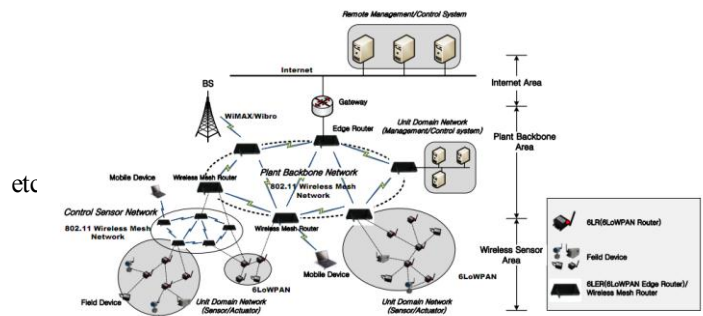 Remote Management/Control System
Internet
Internet Area
BS
WiMAX/Wibro
Gateway
Edge Router
Unit Domain Network
(Management/Control system)
Plant Backbone
Area
Plant Backbone Network
802.11 Wireless Mesh
Network
etc
Mobile Device
Wireless Mesh Router
Control Sensor Network
802.11 Wireless Mesh
Network
Wireless Mesh Router
Mobile Device
6LoWPAN
6LoWPAN
Wireless Sensor
Area
Field Device
Unit Domain Network
(Sensor/Actuator)
Unit Domain Network
(Sensor/Actuator)
6LR(6LoWPAN Router)
Feild Device
6LER(6LoWPAN Edge Router)/
Wireless Mesh Router